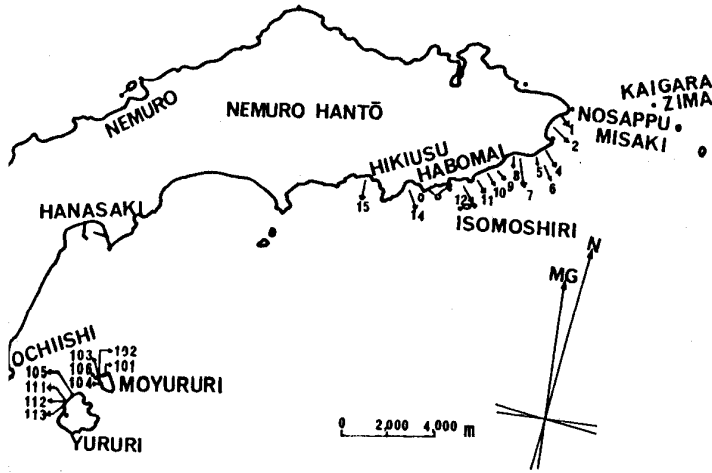 KAIGARA
ZIMA
NEMURO
NEMURO HANTŌ
NOSAPPU
MISAKI
1
2
HIKIUSU
HABOMAI
15
14
12
11
10
9
8
7
5
4
6
HANASAKI
ISOMOSHIRI
N
MG
OCHIISHI
103
102
106
101
104
105
111
112
113
MOYURURI
YURURI
0 2,000 4,000 m